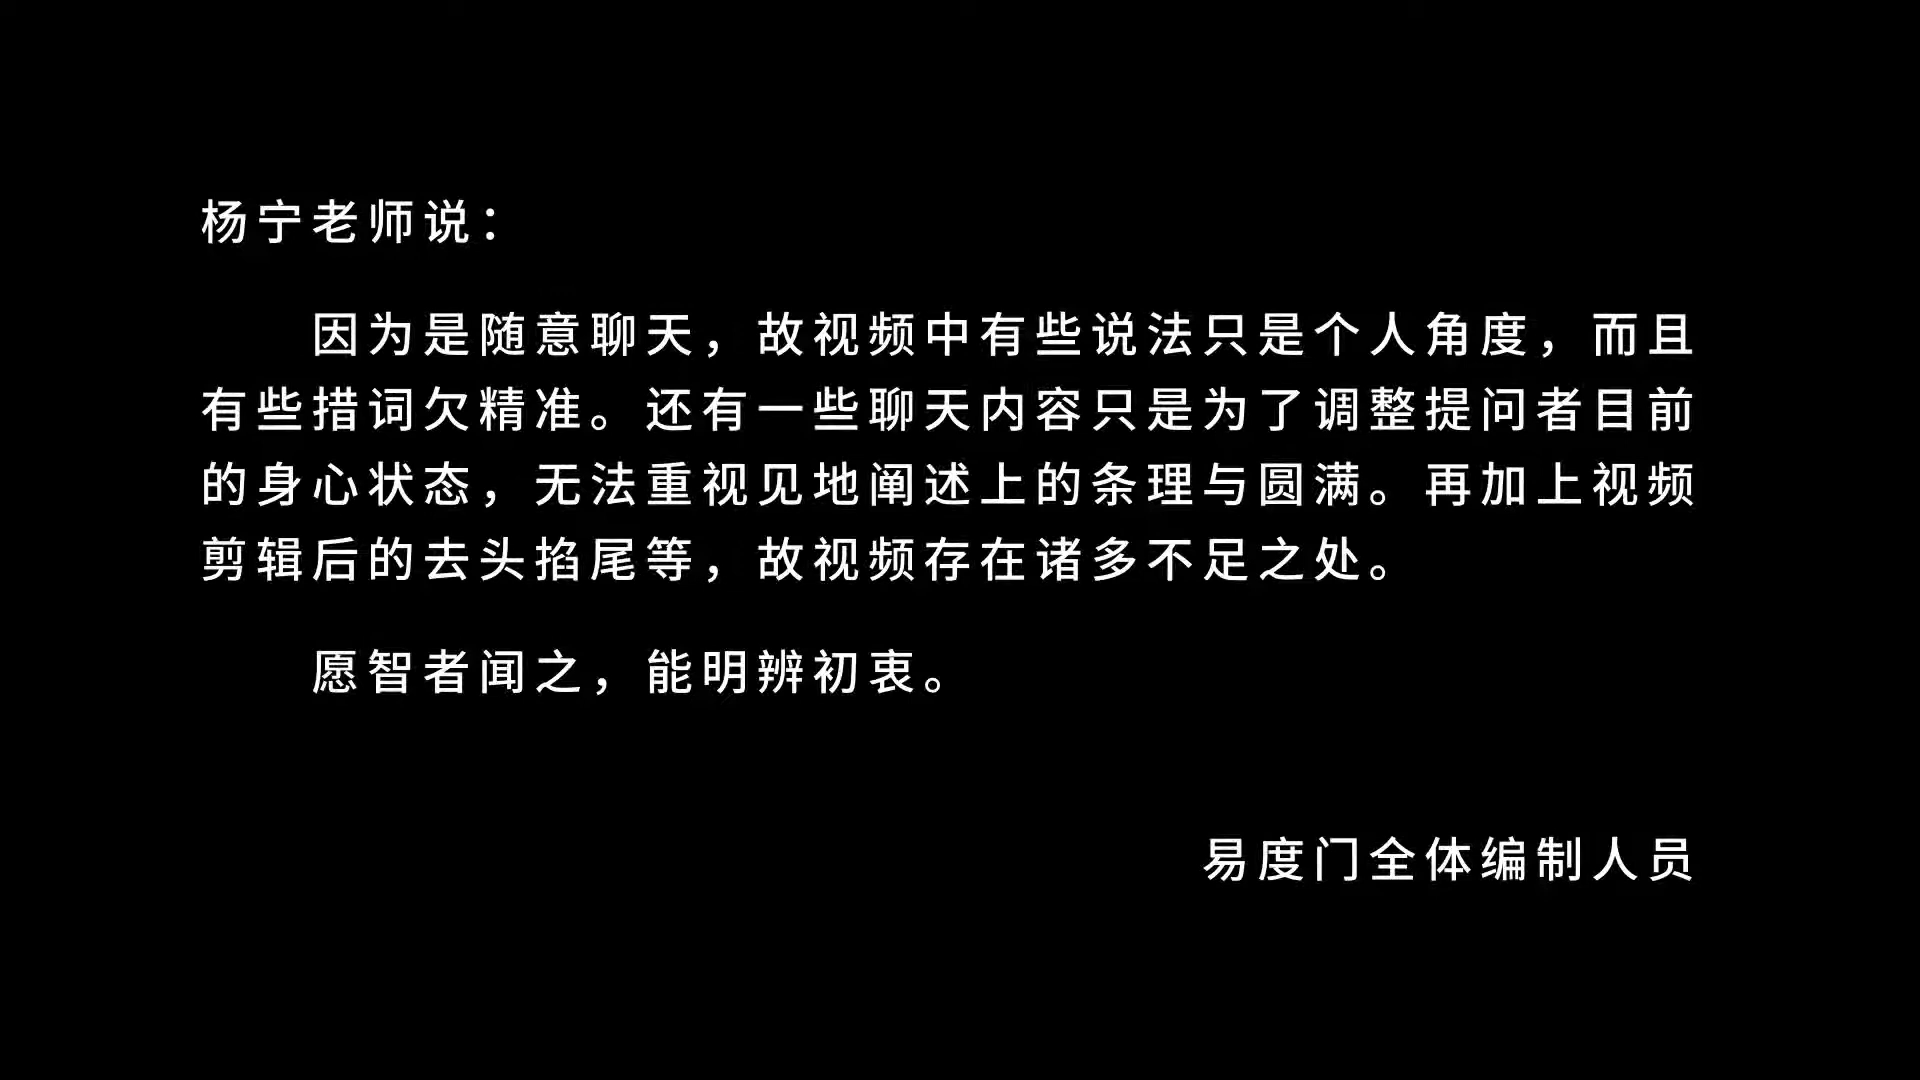 杨宁老师说：
因为是随意聊天，故视频中有些说法只是个人角度，而且
有些措词欠精准。还有一些聊天内容只是为了调整提问者目前
的身心状态，无法重视见地阐述上的条理与圆满。再加上视频
剪辑后的去头掐尾等，故视频存在诸多不足之处。
愿智者闻之，能明辨初衷。
易度门全体编制人员